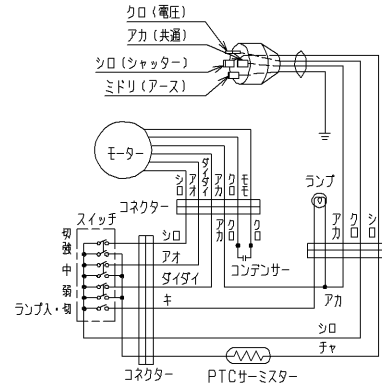 クロ(電圧)
アカ(共通)
シロ(シャッター)
ミドリ(アース)
モーター
シロ
アオ
ダイダイ
アカ
クロ
モモ
コネクター
アカ
クロ
クロ
コンデンサー
ランプ
アカ
クロ
シロ
スイッチ
切
強
中
弱
ランプ入・切
シロ
アオ
ダイダイ
キ
アカ
シロ
チャ
コネクター
PTCサーミスター